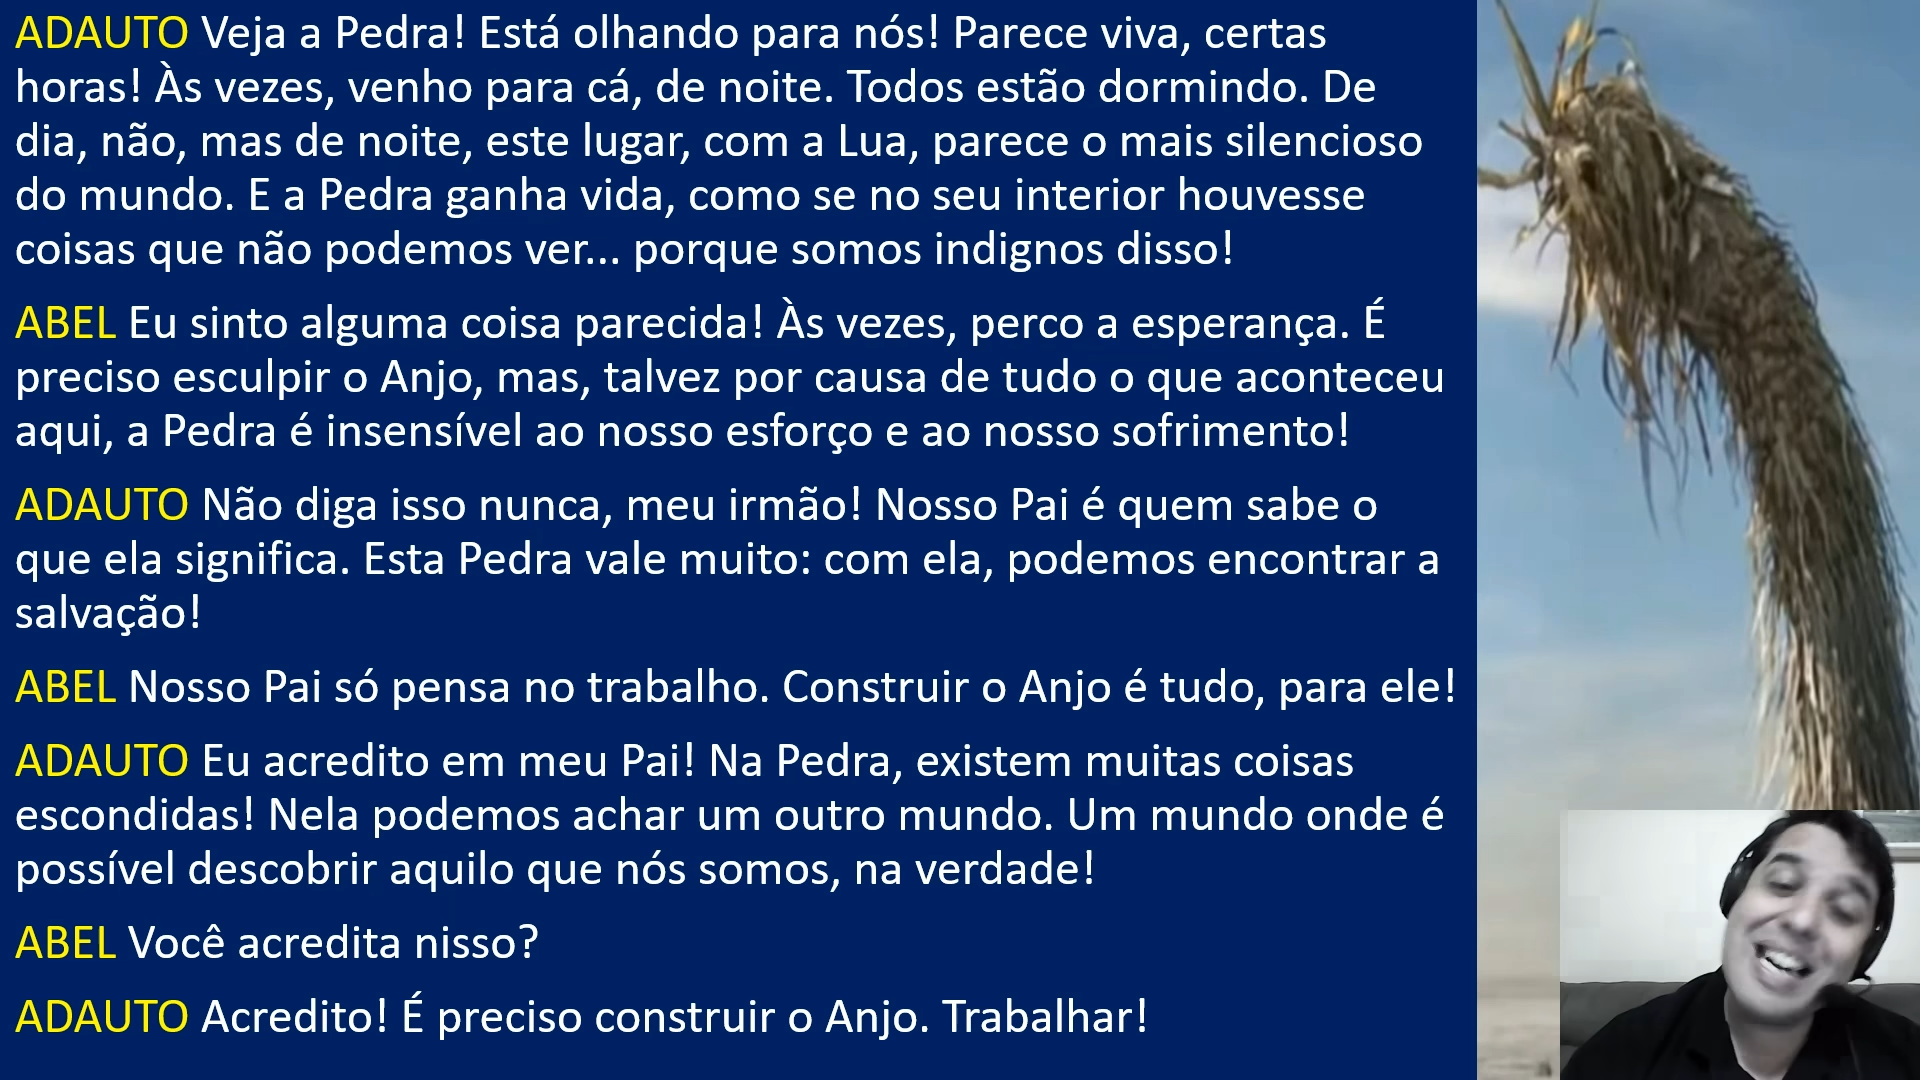 ADAUTO Veja a Pedra! Está olhando para nós! Parece viva, certas
horas! Às vezes, venho para cá, de noite. Todos estão dormindo. De
dia, não, mas de noite, este lugar, com a Lua, parece o mais silencioso
do mundo. E a Pedra ganha vida, como se no seu interior houvesse
coisas que não podemos ver... porque somos indignos disso!
ABEL Eu sinto alguma coisa parecida! Às vezes, perco a esperança. É
preciso esculpir o Anjo, mas, talvez por causa de tudo o que aconteceu
aqui, a Pedra é insensível ao nosso esforço e ao nosso sofrimento!
ADAUTO Não diga isso nunca, meu irmão! Nosso Pai é quem sabe o
que ela significa. Esta Pedra vale muito: com ela, podemos encontrar a
salvação!
ABEL Nosso Pai só pensa no trabalho. Construir o Anjo é tudo, para ele!
ADAUTO Eu acredito em meu Pai! Na Pedra, existem muitas coisas
escondidas! Nela podemos achar um outro mundo. Um mundo onde é
possível descobrir aquilo que nós somos, na verdade!
ABEL Você acredita nisso?
ADAUTO Acredito! É preciso construir o Anjo. Trabalhar!